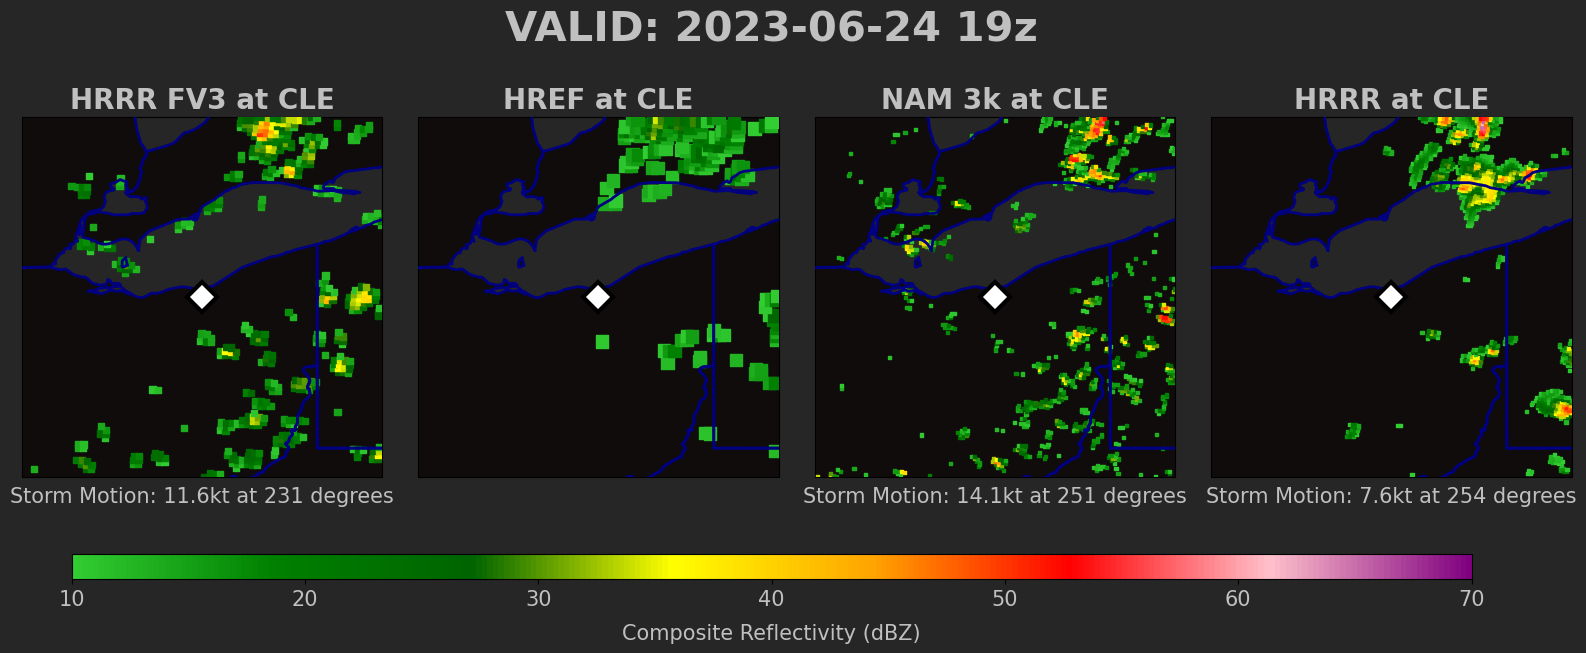 VALID: 2023-06-24 19z
HRRR FV3 at CLE
HREF at CLE
NAM 3k at CLE
HRRR at CLE
Storm Motion: 11.6kt at 231 degrees
Storm Motion: 14.1kt at 251 degrees
Storm Motion: 7.6kt at 254 degrees
10 20 30 40 50 60 70
Composite Reflectivity (dBZ)